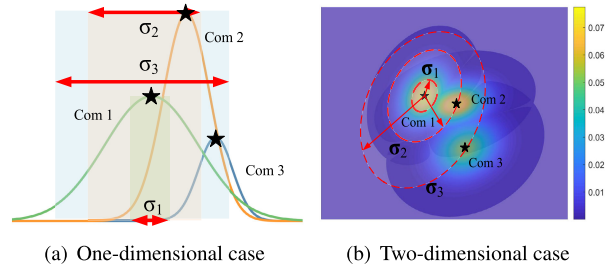 σ2
Com 2
σ3
Com 1
Com 3
σ1
(a) One-dimensional case
σ1
Com 2
Com 1
σ2
Com 3
σ3
0.07
0.06
0.05
0.04
0.03
0.02
0.01
(b) Two-dimensional case